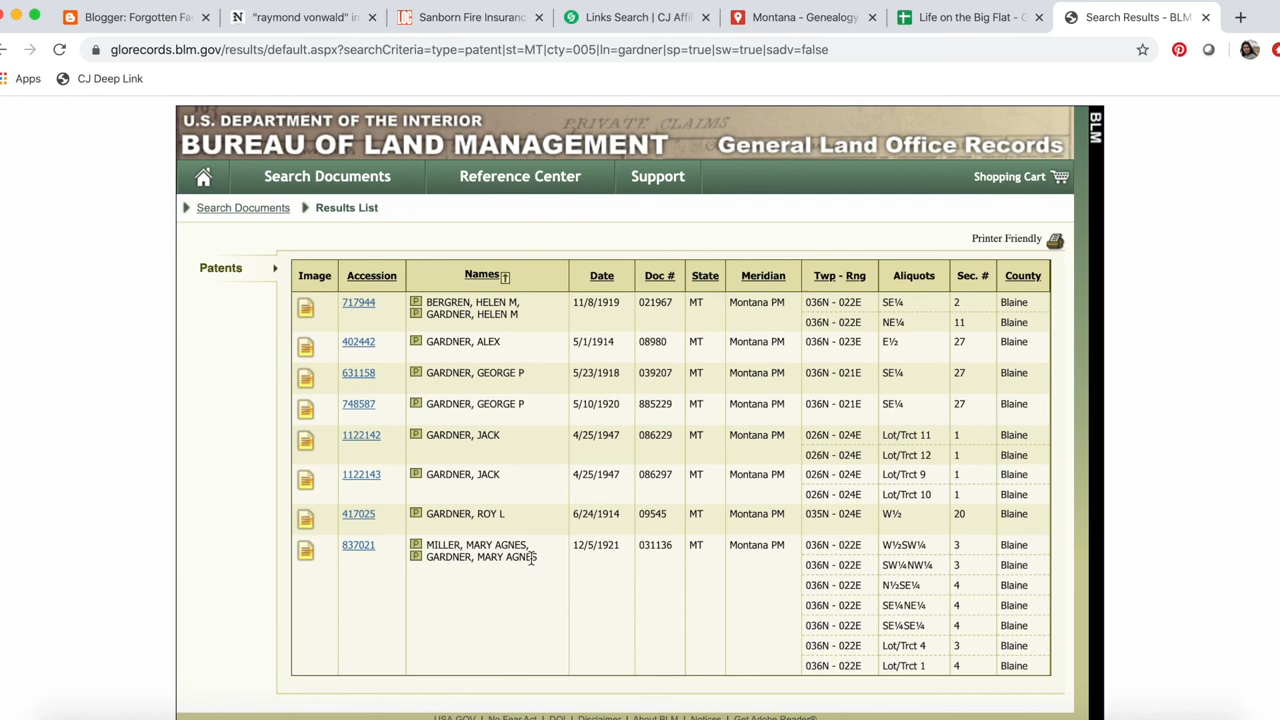 Blogger: Forgotten Fa
"raymond vonwald" in
Sanborn Fire Insuranc
Links Search | CJ Affil
Montana - Genealogy
Life on the Big Flat - G
Search Results - BLM
glorecords.blm.gov/results/default.aspx?searchCriteria=type=patent|st=MT|cty=005|ln=gardner|sp=true|sw=true|sadv=false
Apps CJ Deep Link
U.S. DEPARTMENT OF THE INTERIOR PRIVATE CLAIMS BLM
BUREAU OF LAND MANAGEMENT General Land Office Records
Search Documents Reference Center Support Shopping Cart
Search Documents Results List
Printer Friendly
Patents
Image Accession Names Date Doc # State Meridian Twp - Rng Aliquots Sec. # County
717944 BERGREN, HELEN M, 11/8/1919 021967 MT Montana PM 036N - 022E SE¼ 2 Blaine
GARDNER, HELEN M 036N - 022E NE¼ 11 Blaine
402442 GARDNER, ALEX 5/1/1914 08980 MT Montana PM 036N - 023E E½ 27 Blaine
631158 GARDNER, GEORGE P 5/23/1918 039207 MT Montana PM 036N - 021E SE¼ 27 Blaine
748587 GARDNER, GEORGE P 5/10/1920 885229 MT Montana PM 036N - 021E SE¼ 27 Blaine
1122142 GARDNER, JACK 4/25/1947 086229 MT Montana PM 026N - 024E Lot/Trct 11 1 Blaine
026N - 024E Lot/Trct 12 1 Blaine
1122143 GARDNER, JACK 4/25/1947 086297 MT Montana PM 026N - 024E Lot/Trct 9 1 Blaine
026N - 024E Lot/Trct 10 1 Blaine
417025 GARDNER, ROY L 6/24/1914 09545 MT Montana PM 035N - 024E W½ 20 Blaine
837021 MILLER, MARY AGNES, 12/5/1921 031136 MT Montana PM 036N - 022E W½SW¼ 3 Blaine
GARDNER, MARY AGNES 036N - 022E SW¼NW¼ 3 Blaine
036N - 022E N½SE¼ 4 Blaine
036N - 022E SE¼NE¼ 4 Blaine
036N - 022E SE¼SE¼ 4 Blaine
036N - 022E Lot/Trct 4 3 Blaine
036N - 022E Lot/Trct 1 4 Blaine
USA.GOV | No Fear Act | DOI | Disclaimer | About BLM | Notices | Get Adobe Reader®